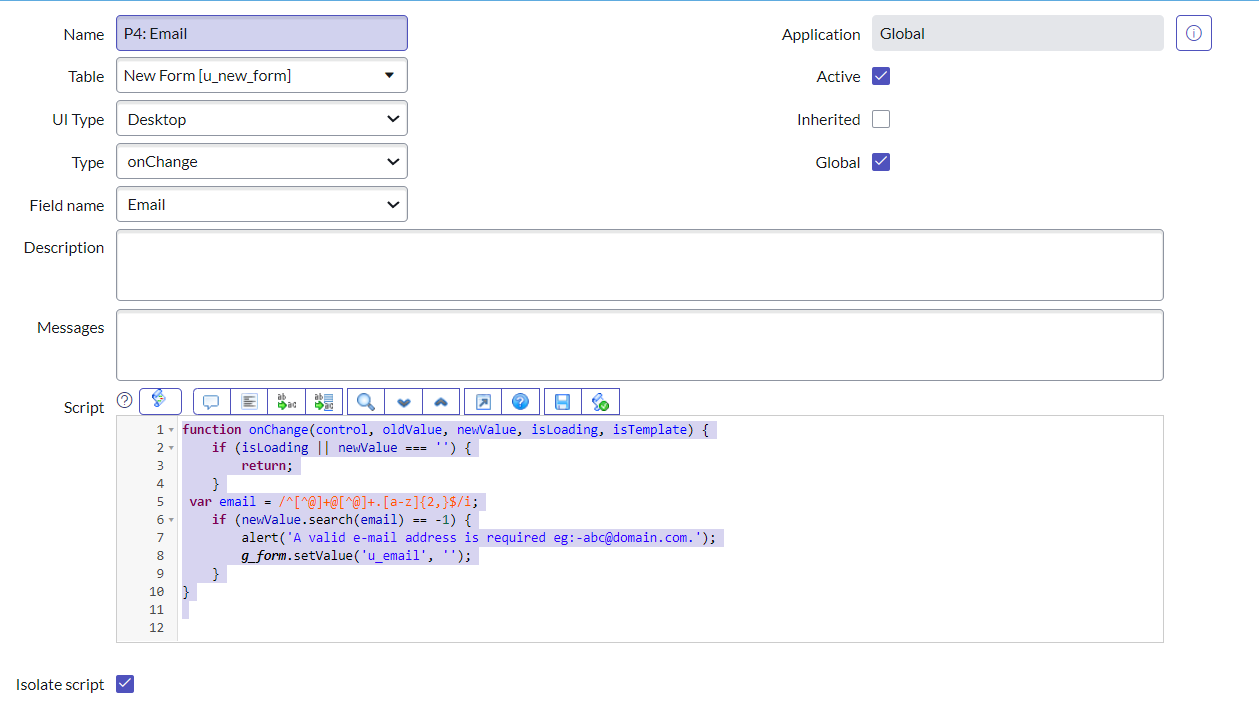 Name P4: Email Application Global
Table New Form [u_new_form] Active
UI Type Desktop Inherited
Type onChange Global
Field name Email
Description
Messages
Script
1 function onChange(control, oldValue, newValue, isLoading, isTemplate) {
2 if (isLoading || newValue === '') {
3 return;
4 }
5 var email = /^[^@]+@[^@]+.[a-z]{2,}$/i;
6 if (newValue.search(email) == -1) {
7 alert('A valid e-mail address is required eg:-abc@domain.com.');
8 g_form.setValue('u_email', '');
9 }
10 }
11
12
Isolate script